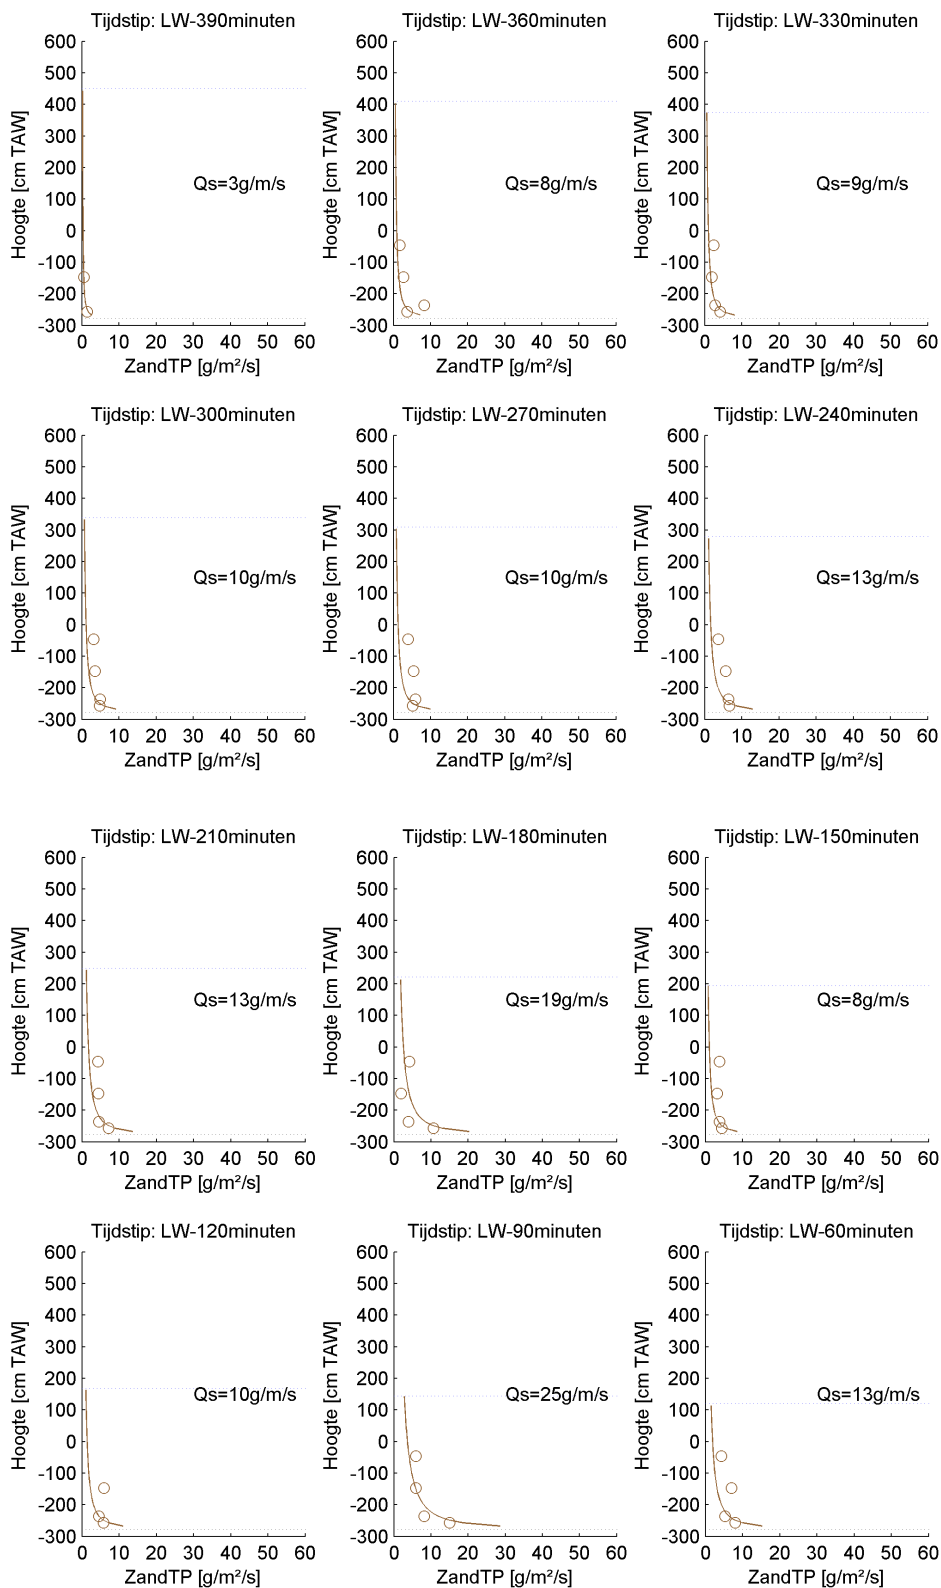 Tijdstip: LW-390minuten
600
500
400
300
200
100
0
-100
-200
-300
Hoogte [cm TAW]
Qs=3g/m/s
0 10 20 30 40 50 60
ZandTP [g/m²/s]
Tijdstip: LW-360minuten
600
500
400
300
200
100
0
-100
-200
-300
Hoogte [cm TAW]
Qs=8g/m/s
0 10 20 30 40 50 60
ZandTP [g/m²/s]
Tijdstip: LW-330minuten
600
500
400
300
200
100
0
-100
-200
-300
Hoogte [cm TAW]
Qs=9g/m/s
0 10 20 30 40 50 60
ZandTP [g/m²/s]
Tijdstip: LW-300minuten
600
500
400
300
200
100
0
-100
-200
-300
Hoogte [cm TAW]
Qs=10g/m/s
0 10 20 30 40 50 60
ZandTP [g/m²/s]
Tijdstip: LW-270minuten
600
500
400
300
200
100
0
-100
-200
-300
Hoogte [cm TAW]
Qs=10g/m/s
0 10 20 30 40 50 60
ZandTP [g/m²/s]
Tijdstip: LW-240minuten
600
500
400
300
200
100
0
-100
-200
-300
Hoogte [cm TAW]
Qs=13g/m/s
0 10 20 30 40 50 60
ZandTP [g/m²/s]
Tijdstip: LW-210minuten
600
500
400
300
200
100
0
-100
-200
-300
Hoogte [cm TAW]
Qs=13g/m/s
0 10 20 30 40 50 60
ZandTP [g/m²/s]
Tijdstip: LW-180minuten
600
500
400
300
200
100
0
-100
-200
-300
Hoogte [cm TAW]
Qs=19g/m/s
0 10 20 30 40 50 60
ZandTP [g/m²/s]
Tijdstip: LW-150minuten
600
500
400
300
200
100
0
-100
-200
-300
Hoogte [cm TAW]
Qs=8g/m/s
0 10 20 30 40 50 60
ZandTP [g/m²/s]
Tijdstip: LW-120minuten
600
500
400
300
200
100
0
-100
-200
-300
Hoogte [cm TAW]
Qs=10g/m/s
0 10 20 30 40 50 60
ZandTP [g/m²/s]
Tijdstip: LW-90minuten
600
500
400
300
200
100
0
-100
-200
-300
Hoogte [cm TAW]
Qs=25g/m/s
0 10 20 30 40 50 60
ZandTP [g/m²/s]
Tijdstip: LW-60minuten
600
500
400
300
200
100
0
-100
-200
-300
Hoogte [cm TAW]
Qs=13g/m/s
0 10 20 30 40 50 60
ZandTP [g/m²/s]